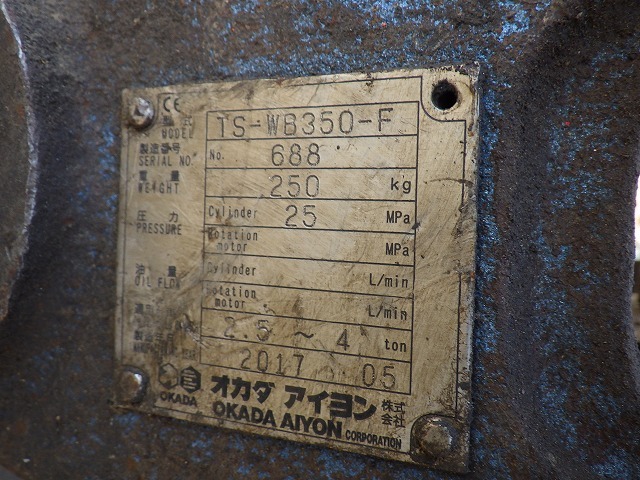 CE
型式 TS-WB350-F
MODEL
製造番号 No. 688
SERIAL NO.
重量 250 kg
WEIGHT
圧力 Cylinder 25 MPa
PRESSURE
Rotation motor MPa
油量 Cylinder L/min
OIL FLOW
Rotation motor L/min
2.5 ~ 4 ton
2017 05
OKADA
オカダ アイヨン 株式会社
OKADA AIYON CORPORATION